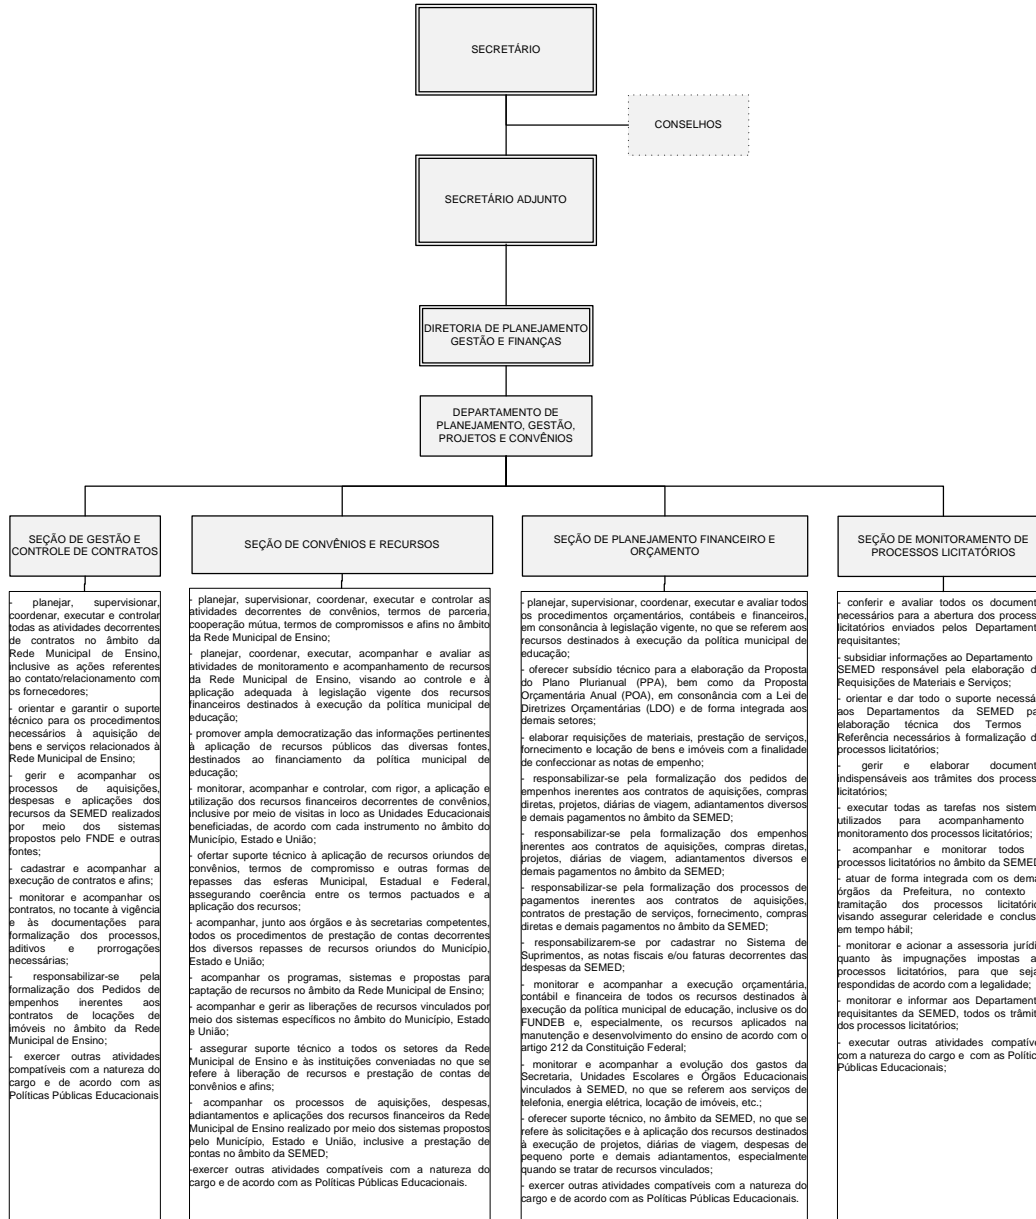 SECRETÁRIO
CONSELHOS
SECRETÁRIO ADJUNTO
DIRETORIA DE PLANEJAMENTO
GESTÃO E FINANÇAS
DEPARTAMENTO DE
PLANEJAMENTO, GESTÃO,
PROJETOS E CONVÊNIOS
SEÇÃO DE GESTÃO E
CONTROLE DE CONTRATOS
- planejar, supervisionar,
coordenar, executar e controlar
todas as atividades decorrentes
de contratos no âmbito da
Rede Municipal de Ensino,
inclusive as ações referentes
ao contato/relacionamento com
os fornecedores;
- orientar e garantir o suporte
técnico para os procedimentos
necessários à aquisição de
bens e serviços relacionados à
Rede Municipal de Ensino;
- gerir e acompanhar os
processos de aquisições,
despesas e aplicações dos
recursos da SEMED realizados
por meio dos sistemas
propostos pelo FNDE e outras
fontes;
- cadastrar e acompanhar a
execução de contratos e afins;
- monitorar e acompanhar os
contratos, no tocante à vigência
e às documentações para
formalização dos processos,
aditivos e prorrogações
necessárias;
- responsabilizar-se pela
formalização dos Pedidos de
empenhos inerentes aos
contratos de locações de
imóveis no âmbito da Rede
Municipal de Ensino;
- exercer outras atividades
compatíveis com a natureza do
cargo e de acordo com as
Políticas Públicas Educacionais
SEÇÃO DE CONVÊNIOS E RECURSOS
- planejar, supervisionar, coordenar, executar e controlar as
atividades decorrentes de convênios, termos de parceria,
cooperação mútua, termos de compromissos e afins no âmbito
da Rede Municipal de Ensino;
- planejar, coordenar, executar, acompanhar e avaliar as
atividades de monitoramento e acompanhamento de recursos
da Rede Municipal de Ensino, visando ao controle e à
aplicação adequada à legislação vigente dos recursos
financeiros destinados à execução da política municipal de
educação;
- promover ampla democratização das informações pertinentes
à aplicação de recursos públicos das diversas fontes,
destinados ao financiamento da política municipal de
educação;
- monitorar, acompanhar e controlar, com rigor, a aplicação e
utilização dos recursos financeiros decorrentes de convênios,
inclusive por meio de visitas in loco as Unidades Educacionais
beneficiadas, de acordo com cada instrumento no âmbito do
Município, Estado e União;
- ofertar suporte técnico à aplicação de recursos oriundos de
convênios, termos de compromisso e outras formas de
repasses das esferas Municipal, Estadual e Federal,
assegurando coerência entre os termos pactuados e a
aplicação dos recursos;
- acompanhar, junto aos órgãos e às secretarias competentes,
todos os procedimentos de prestação de contas decorrentes
dos diversos repasses de recursos oriundos do Município,
Estado e União;
- acompanhar os programas, sistemas e propostas para
captação de recursos no âmbito da Rede Municipal de Ensino;
- acompanhar e gerir as liberações de recursos vinculados por
meio dos sistemas específicos no âmbito do Município, Estado
e União;
- assegurar suporte técnico a todos os setores da Rede
Municipal de Ensino e às instituições conveniadas no que se
refere à liberação de recursos e prestação de contas de
convênios e afins;
- acompanhar os processos de aquisições, despesas,
adiantamentos e aplicações dos recursos financeiros da Rede
Municipal de Ensino realizado por meio dos sistemas propostos
pelo Município, Estado e União, inclusive a prestação de
contas no âmbito da SEMED;
-exercer outras atividades compatíveis com a natureza do
cargo e de acordo com as Políticas Públicas Educacionais.
SEÇÃO DE PLANEJAMENTO FINANCEIRO E
ORÇAMENTO
- planejar, supervisionar, coordenar, executar e avaliar todos
os procedimentos orçamentários, contábeis e financeiros,
em consonância à legislação vigente, no que se referem aos
recursos destinados à execução da política municipal de
educação;
- oferecer subsídio técnico para a elaboração da Proposta
do Plano Plurianual (PPA), bem como da Proposta
Orçamentária Anual (POA), em consonância com a Lei de
Diretrizes Orçamentárias (LDO) e de forma integrada aos
demais setores;
- elaborar requisições de materiais, prestação de serviços,
fornecimento e locação de bens e imóveis com a finalidade
de confeccionar as notas de empenho;
- responsabilizar-se pela formalização dos pedidos de
empenhos inerentes aos contratos de aquisições, compras
diretas, projetos, diárias de viagem, adiantamentos diversos
e demais pagamentos no âmbito da SEMED;
- responsabilizar-se pela formalização dos empenhos
inerentes aos contratos de aquisições, compras diretas,
projetos, diárias de viagem, adiantamentos diversos e
demais pagamentos no âmbito da SEMED;
- responsabilizar-se pela formalização dos processos de
pagamentos inerentes aos contratos de aquisições,
contratos de prestação de serviços, fornecimento, compras
diretas e demais pagamentos no âmbito da SEMED;
- responsabilizarem-se por cadastrar no Sistema de
Suprimentos, as notas fiscais e/ou faturas decorrentes das
despesas da SEMED;
- monitorar e acompanhar a execução orçamentária,
contábil e financeira de todos os recursos destinados à
execução da política municipal de educação, inclusive os do
FUNDEB e, especialmente, os recursos aplicados na
manutenção e desenvolvimento do ensino de acordo com o
artigo 212 da Constituição Federal;
- monitorar e acompanhar a evolução dos gastos da
Secretaria, Unidades Escolares e Órgãos Educacionais
vinculados à SEMED, no que se referem aos serviços de
telefonia, energia elétrica, locação de imóveis, etc.;
- oferecer suporte técnico, no âmbito da SEMED, no que se
refere às solicitações e à aplicação dos recursos destinados
à execução de projetos, diárias de viagem, despesas de
pequeno porte e demais adiantamentos, especialmente
quando se tratar de recursos vinculados;
- exercer outras atividades compatíveis com a natureza do
cargo e de acordo com as Políticas Públicas Educacionais.
SEÇÃO DE MONITORAMENTO DE
PROCESSOS LICITATÓRIOS
- conferir e avaliar todos os document
necessários para a abertura dos process
licitatórios enviados pelos Department
requisitantes;
- subsidiar informações ao Departamento
SEMED responsável pela elaboração d
Requisições de Materiais e Serviços;
- orientar e dar todo o suporte necessá
aos Departamentos da SEMED pa
elaboração técnica dos Termos
Referência necessários à formalização d
processos licitatórios;
- gerir e elaborar document
indispensáveis aos trâmites dos process
licitatórios;
- executar todas as tarefas nos sistem
utilizados para acompanhamento
monitoramento dos processos licitatórios;
- acompanhar e monitorar todos
processos licitatórios no âmbito da SEMED
- atuar de forma integrada com os dema
órgãos da Prefeitura, no contexto
tramitação dos processos licitatório
visando assegurar celeridade e conclus
em tempo hábil;
- monitorar e acionar a assessoria jurídi
quanto às impugnações impostas a
processos licitatórios, para que seja
respondidas de acordo com a legalidade;
- monitorar e informar aos Department
requisitantes da SEMED, todos os trâmit
dos processos licitatórios;
- executar outras atividades compatíve
com a natureza do cargo e com as Polític
Públicas Educacionais;